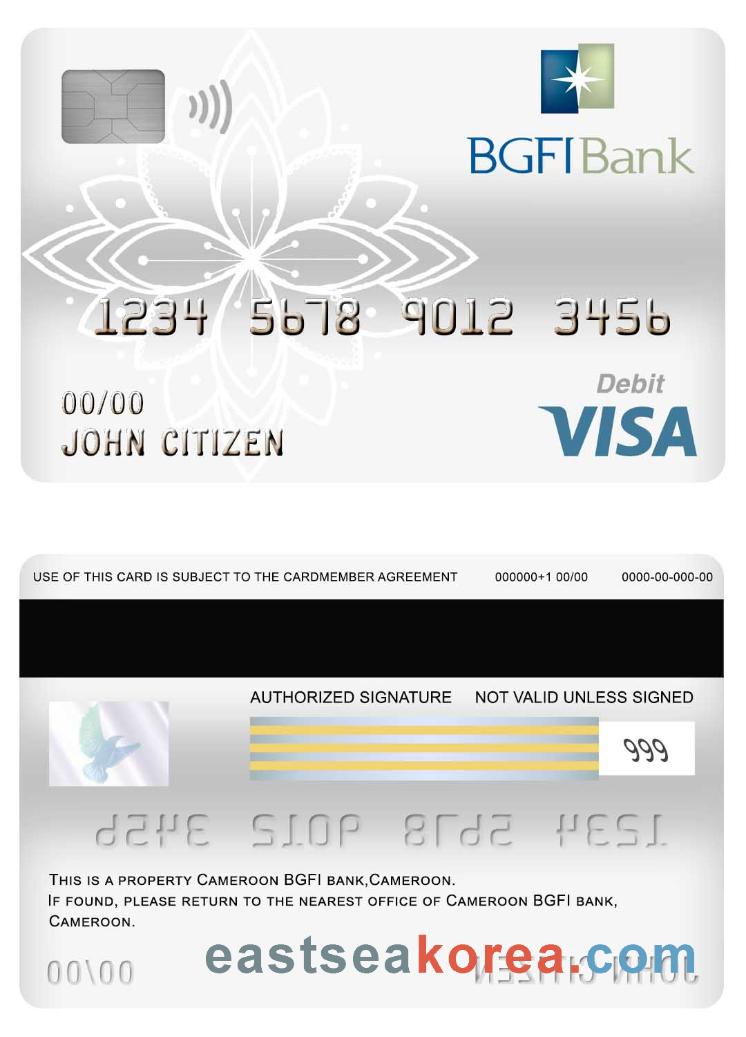 BGFIBank
1234 5678 9012 3456
Debit
00/00
VISA
JOHN CITIZEN
USE OF THIS CARD IS SUBJECT TO THE CARDMEMBER AGREEMENT 000000+1 00/00 0000-00-000-00
AUTHORIZED SIGNATURE NOT VALID UNLESS SIGNED
999
1234 5678 9012 3456
THIS IS A PROPERTY CAMEROON BGFI BANK,CAMEROON.
IF FOUND, PLEASE RETURN TO THE NEAREST OFFICE OF CAMEROON BGFI BANK,
CAMEROON.
eastseakorea.com
00/00 JOHN CITIZEN